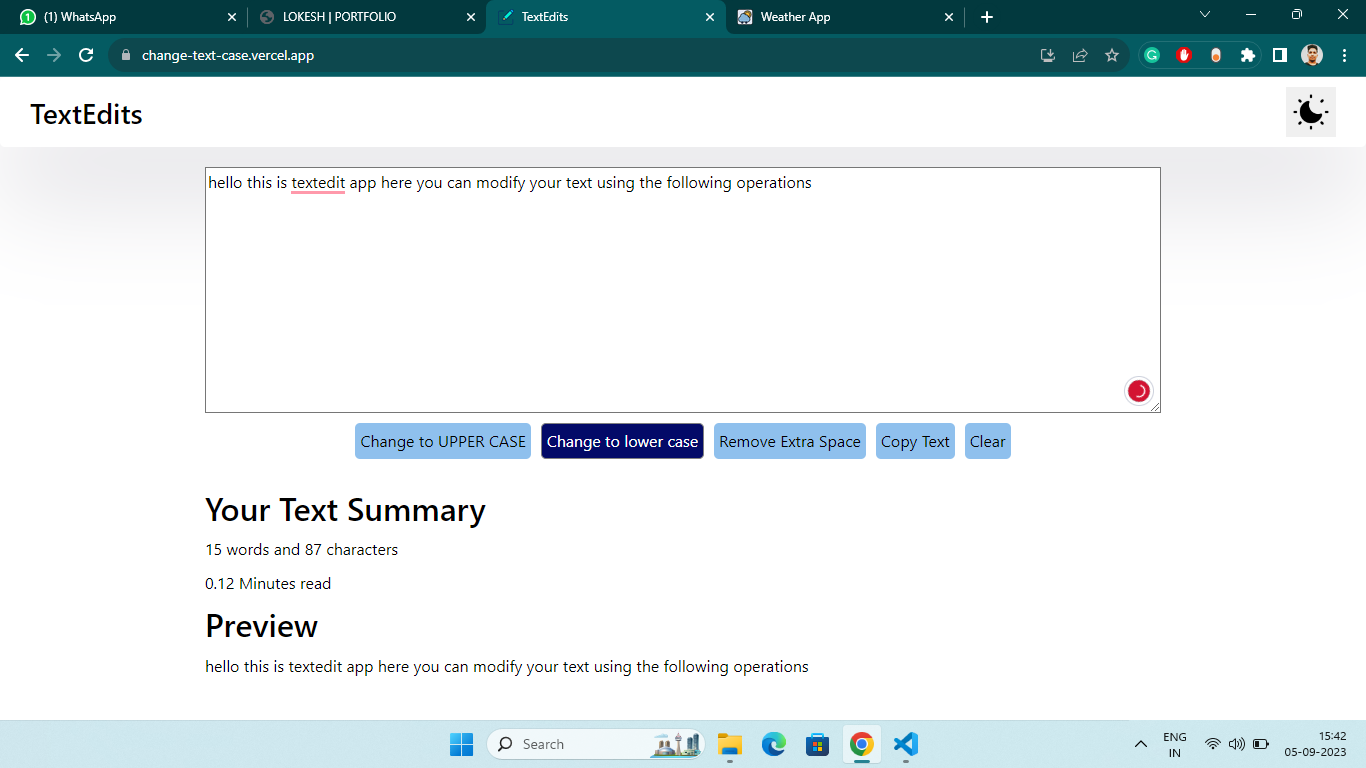 (1) WhatsApp
LOKESH | PORTFOLIO
TextEdits
Weather App
change-text-case.vercel.app
TextEdits
hello this is textedit app here you can modify your text using the following operations
Change to UPPER CASE
Change to lower case
Remove Extra Space
Copy Text
Clear
Your Text Summary
15 words and 87 characters
0.12 Minutes read
Preview
hello this is textedit app here you can modify your text using the following operations
Search
ENG
IN
15:42
05-09-2023